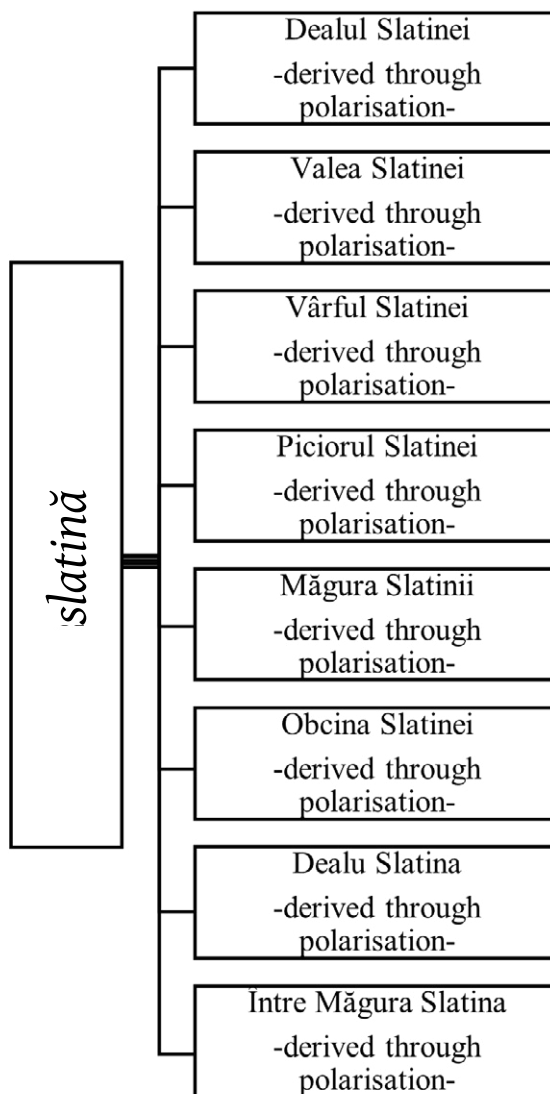 slatină
Dealul Slatinei
-derived through
polarisation-
Valea Slatinei
-derived through
polarisation-
Vârful Slatinei
-derived through
polarisation-
Piciorul Slatinei
-derived through
polarisation-
Măgura Slatinii
-derived through
polarisation-
Obcina Slatinei
-derived through
polarisation-
Dealu Slatina
-derived through
polarisation-
Între Măgura Slatina
-derived through
polarisation-